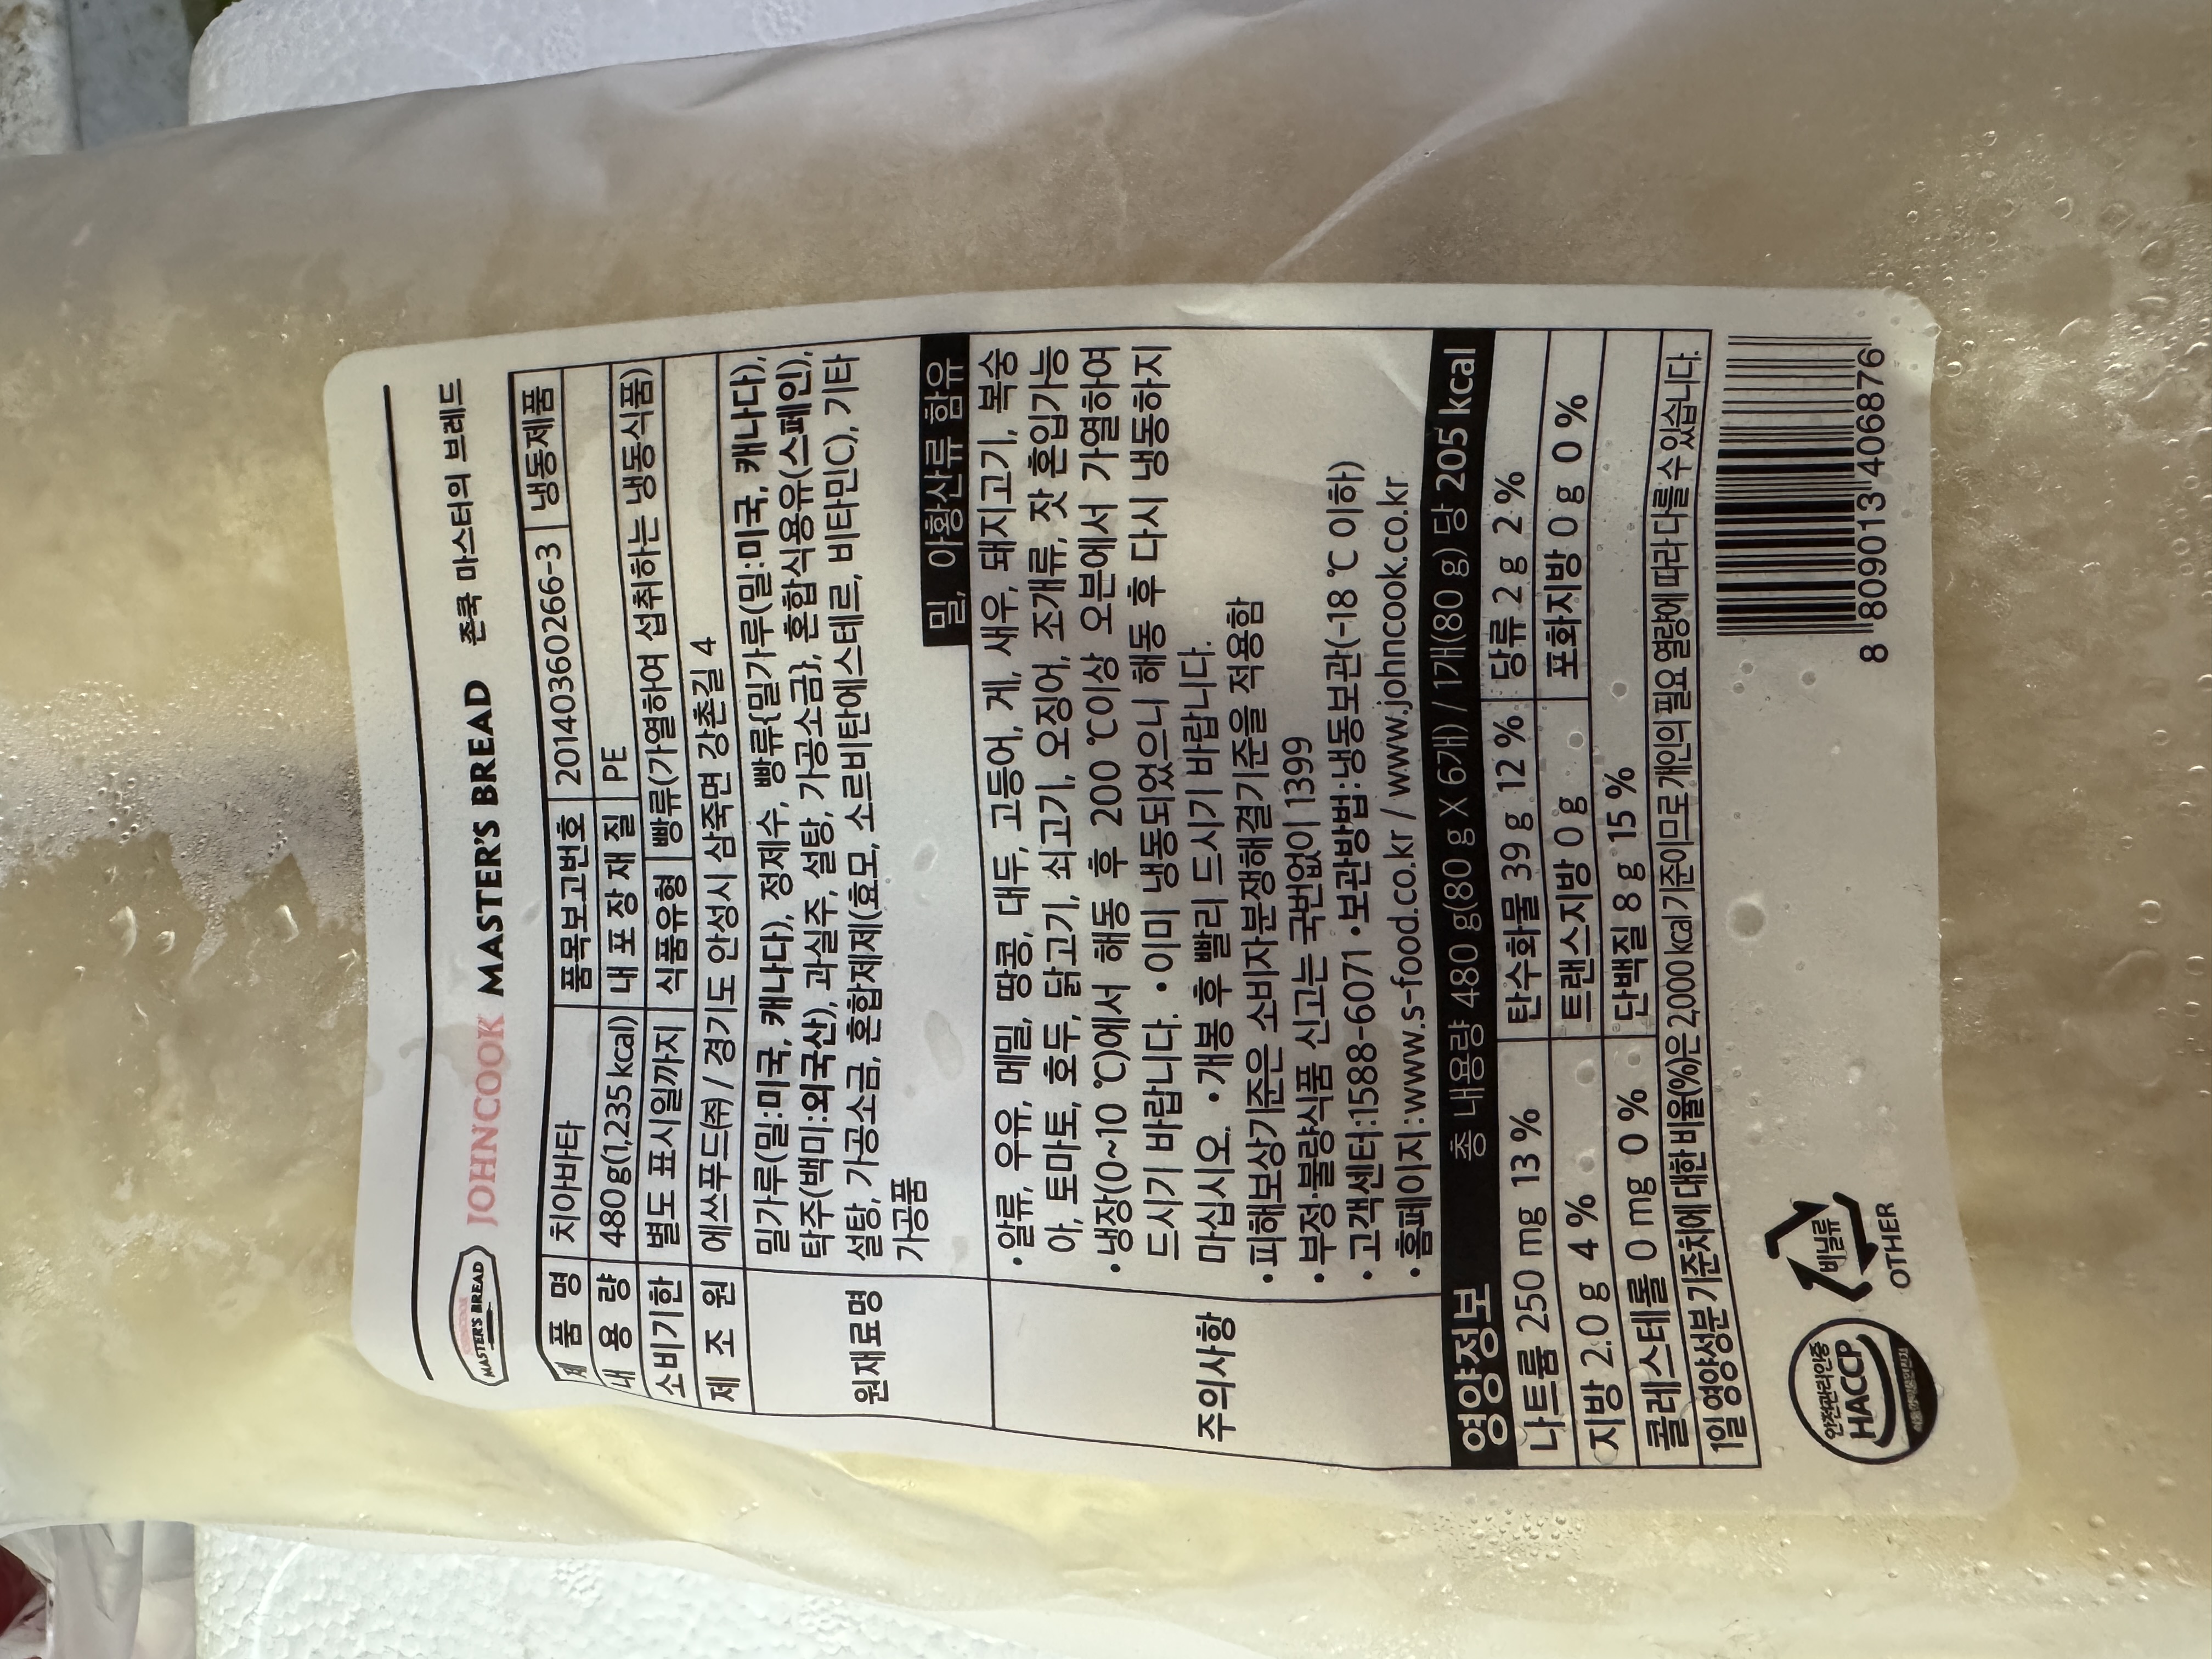 JOHNCOOK MASTER'S BREAD
JOHNCOOK MASTER'S BREAD 존쿡 마스터의 브레드
제품명 치아바타 품목보고번호 20140360266-3 냉동제품
내용량 480g(1,235 kcal) 내포장재질 PE
소비기한 별도 표시일까지 식품유형 빵류(가열하여 섭취하는 냉동식품)
제조원 에쓰푸드(주) / 경기도 안성시 삼죽면 강촌길 4
원재료명
밀가루(밀:미국, 캐나다), 정제수, 빵류{밀가루(밀:미국, 캐나다),
탁주(백미:외국산), 과실주, 설탕, 가공소금}, 혼합식용유(스페인),
설탕, 가공소금, 혼합제제(효모, 소르비탄에스테르, 비타민C), 기타
가공품
밀, 아황산류 함유
주의사항
•알류, 우유, 메밀, 땅콩, 대두, 고등어, 게, 새우, 돼지고기, 복숭
아, 토마토, 호두, 닭고기, 쇠고기, 오징어, 조개류, 잣 혼입가능
•냉장(0~10 ℃)에서 해동 후 200 ℃이상 오븐에서 가열하여
드시기 바랍니다. •이미 냉동되었으니 해동 후 다시 냉동하지
마십시오. •개봉 후 빨리 드시기 바랍니다.
•피해보상기준은 소비자분쟁해결기준을 적용함
•부정·불량식품 신고는 국번없이 1399
•고객센터:1588-6071 •보관방법:냉동보관(-18 ℃ 이하)
•홈페이지:www.s-food.co.kr / www.johncook.co.kr
영양정보 총 내용량 480 g(80 g X 6개) / 1개(80 g) 당 205 kcal
나트륨 250 mg 13 % 탄수화물 39 g 12 % 당류 2 g 2 %
지방 2.0 g 4 % 트랜스지방 0 g 포화지방 0 g 0 %
콜레스테롤 0 mg 0 % 단백질 8 g 15 %
1일 영양성분 기준치에 대한 비율(%)은 2,000 kcal 기준이므로 개인의 필요 열량에 따라 다를 수 있습니다.
안전관리인증
HACCP
비닐류
OTHER
8 809013 406876